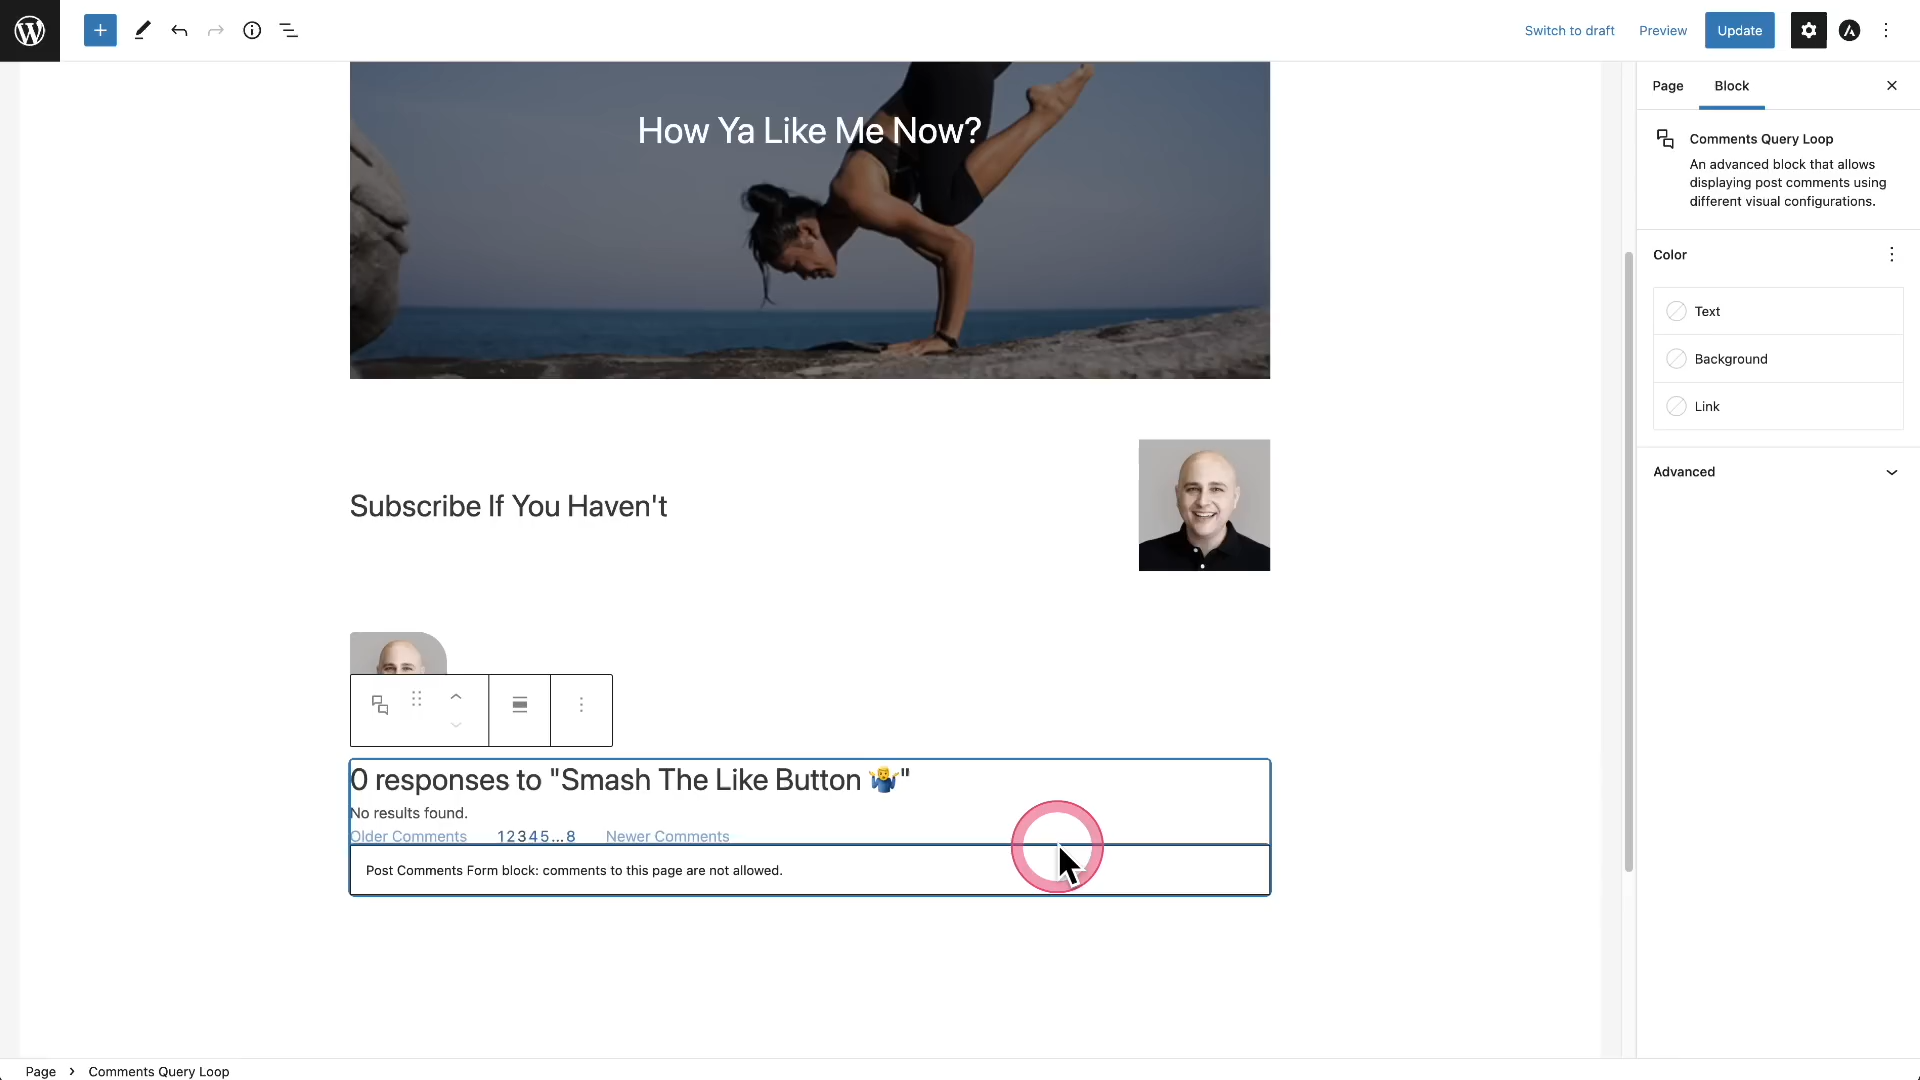 Switch to draft
Preview
Update
How Ya Like Me Now?
Subscribe If You Haven't
0 responses to "Smash The Like Button 🤷‍♂️"
No results found.
Older Comments 12345...8 Newer Comments
Post Comments Form block: comments to this page are not allowed.
Page Block
Comments Query Loop
An advanced block that allows
displaying post comments using
different visual configurations.
Color
Text
Background
Link
Advanced
Page > Comments Query Loop